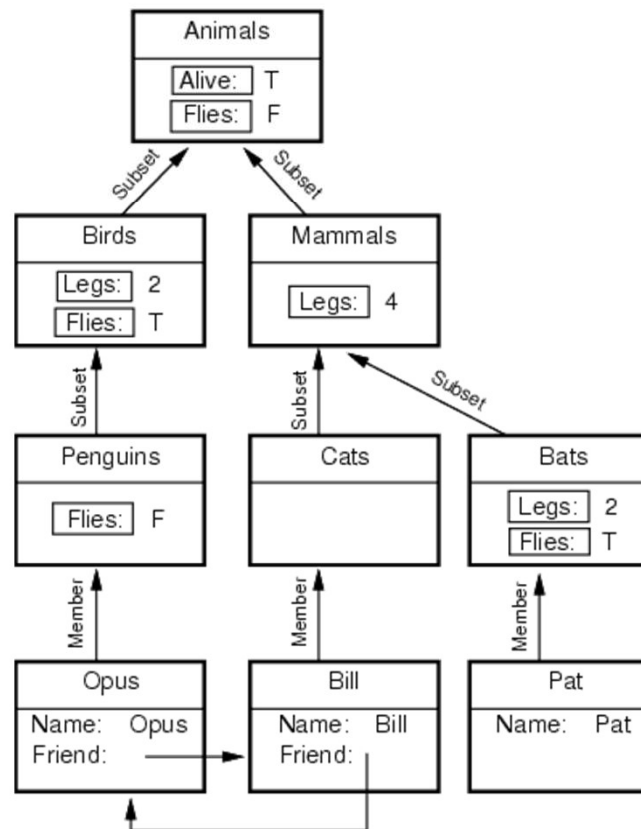 Animals
Alive: T
Flies: F
Subset
Subset
Birds
Legs: 2
Flies: T
Mammals
Legs: 4
Subset
Subset
Subset
Penguins
Flies: F
Cats
Bats
Legs: 2
Flies: T
Member
Member
Member
Opus
Name: Opus
Friend:
Bill
Name: Bill
Friend:
Pat
Name: Pat